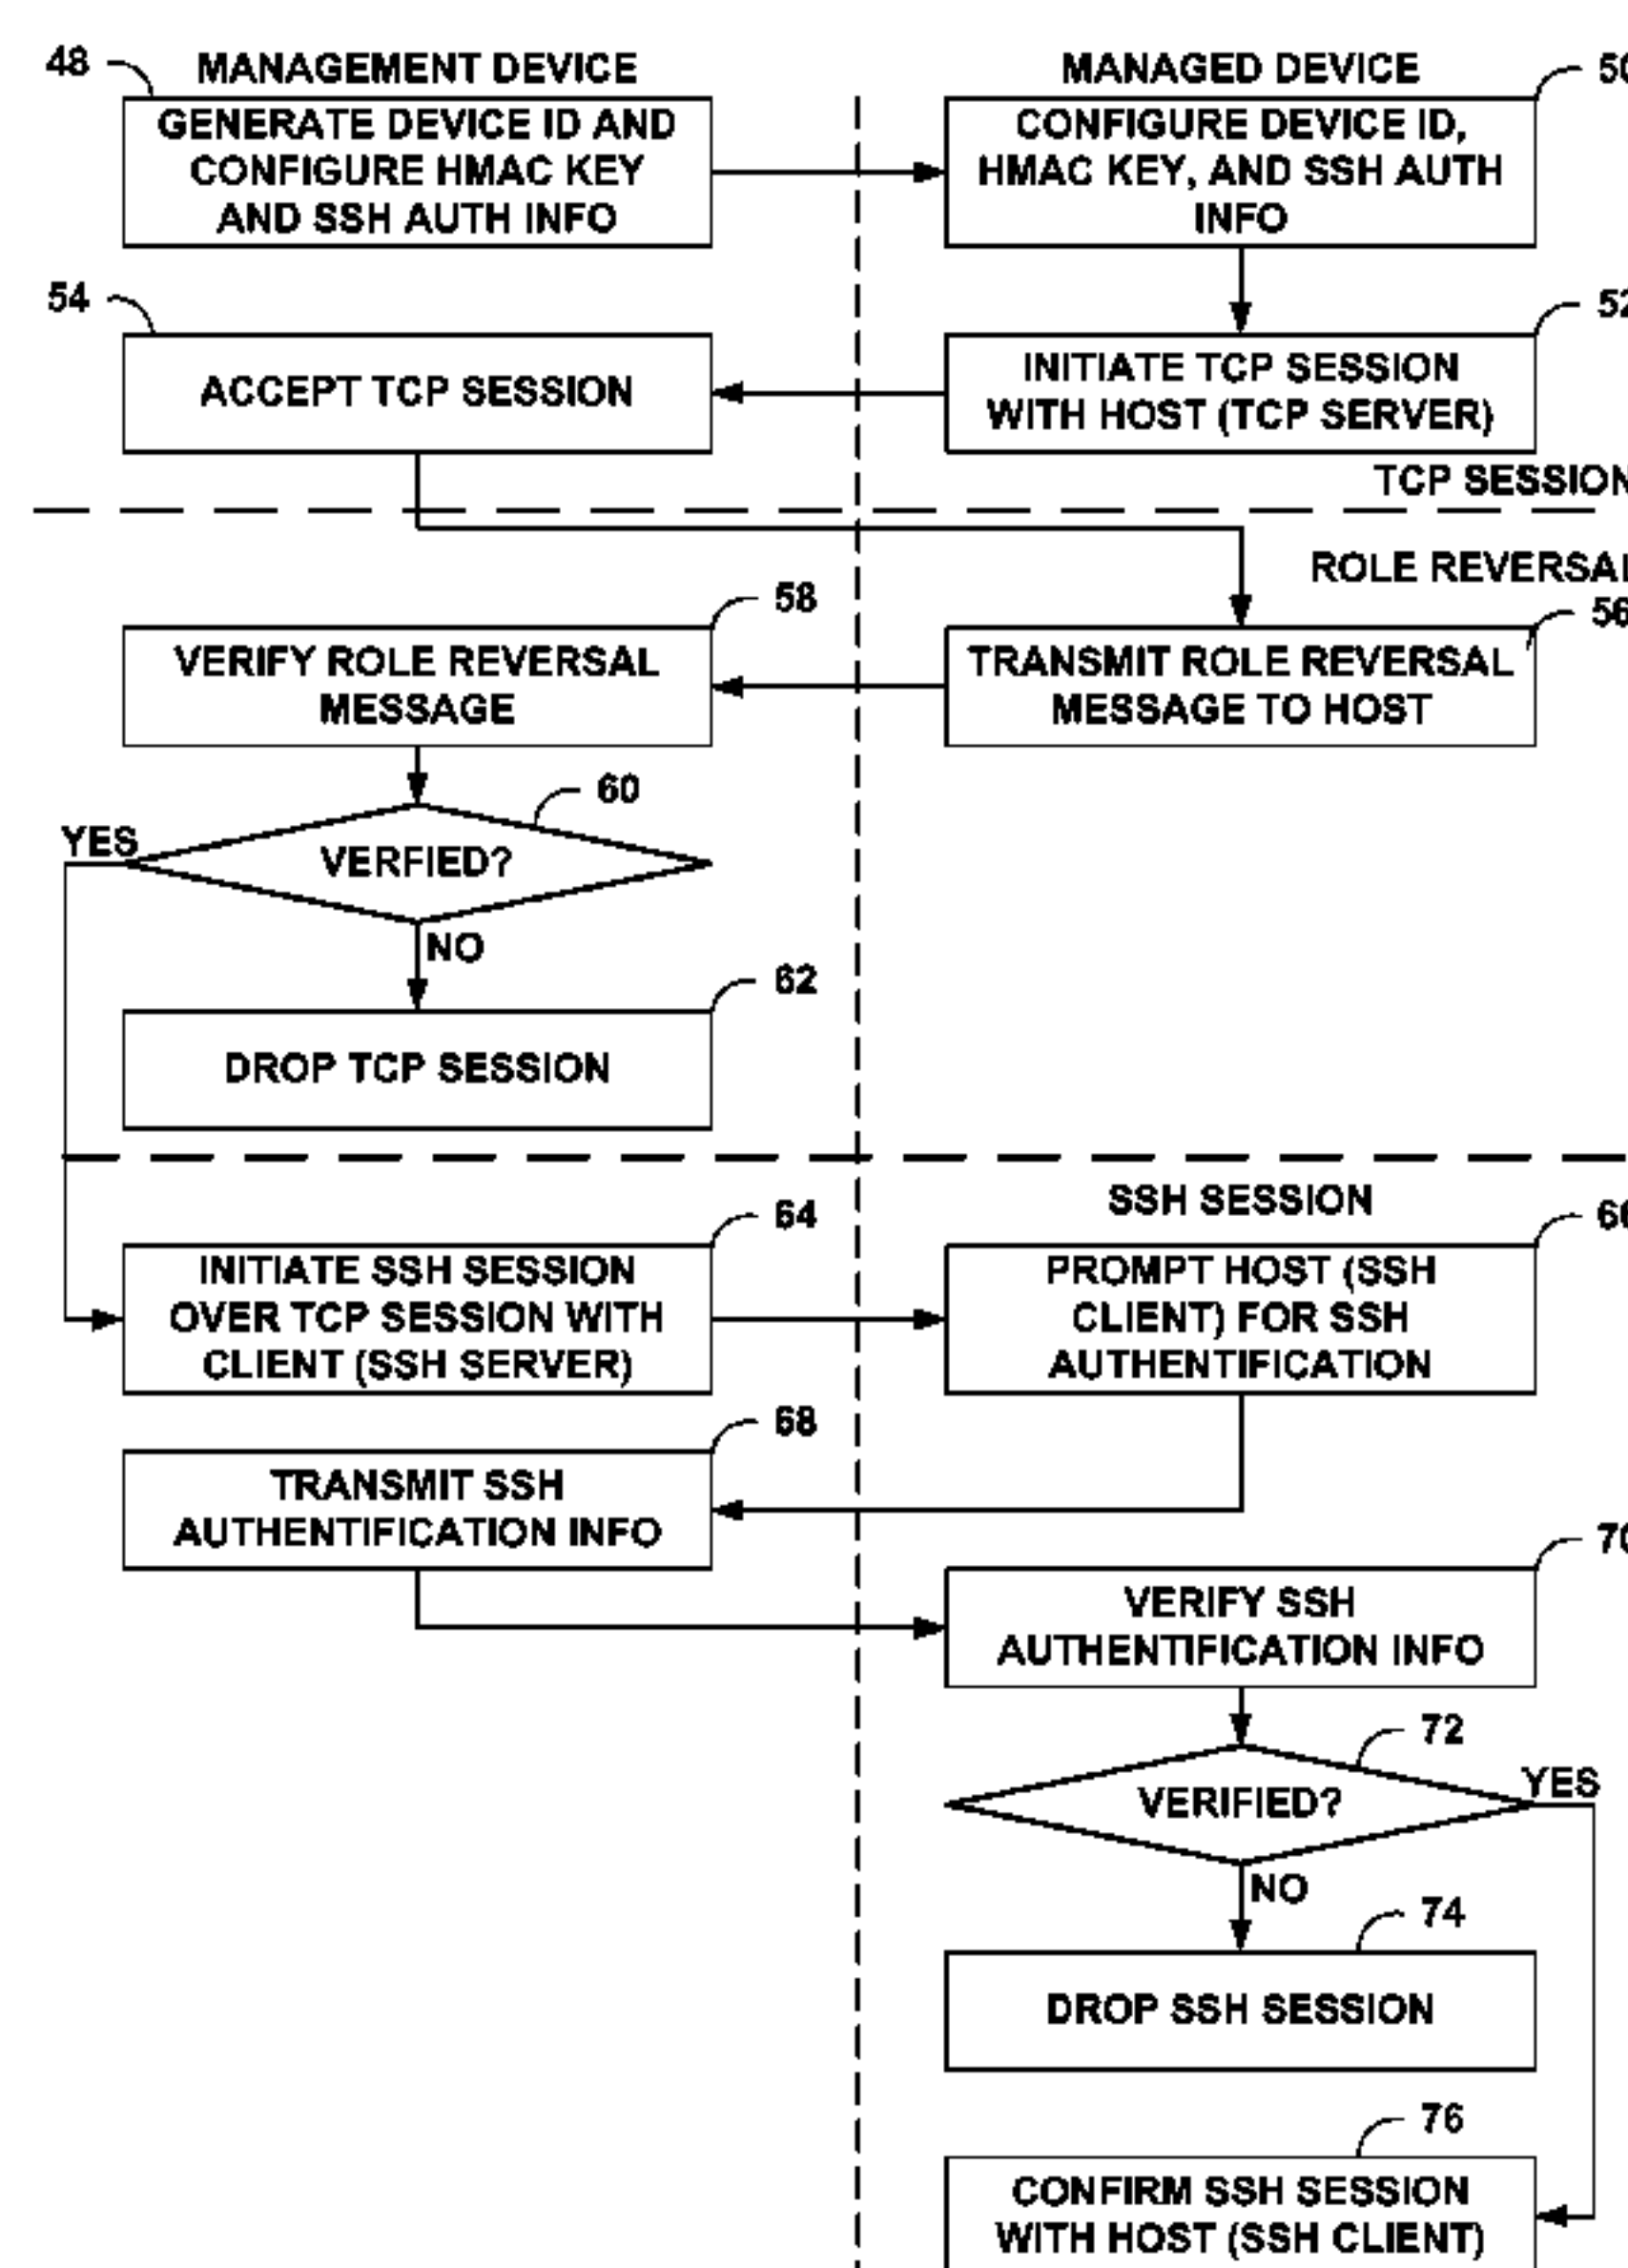 48
MANAGEMENT DEVICE
MANAGED DEVICE
GENERATE DEVICE ID AND
CONFIGURE HMAC KEY
AND SSH AUTH INFO
CONFIGURE DEVICE ID,
HMAC KEY, AND SSH AUTH
INFO
54
52
ACCEPT TCP SESSION
INITIATE TCP SESSION
WITH HOST (TCP SERVER)
TCP SESSION
ROLE REVERSAL
58
56
VERIFY ROLE REVERSAL
MESSAGE
TRANSMIT ROLE REVERSAL
MESSAGE TO HOST
60
YES
VERFIED?
NO
62
DROP TCP SESSION
SSH SESSION
64
INITIATE SSH SESSION
OVER TCP SESSION WITH
CLIENT (SSH SERVER)
PROMPT HOST (SSH
CLIENT) FOR SSH
AUTHENTIFICATION
68
TRANSMIT SSH
AUTHENTIFICATION INFO
VERIFY SSH
AUTHENTIFICATION INFO
72
VERIFIED?
YES
NO
74
DROP SSH SESSION
76
CONFIRM SSH SESSION
WITH HOST (SSH CLIENT)